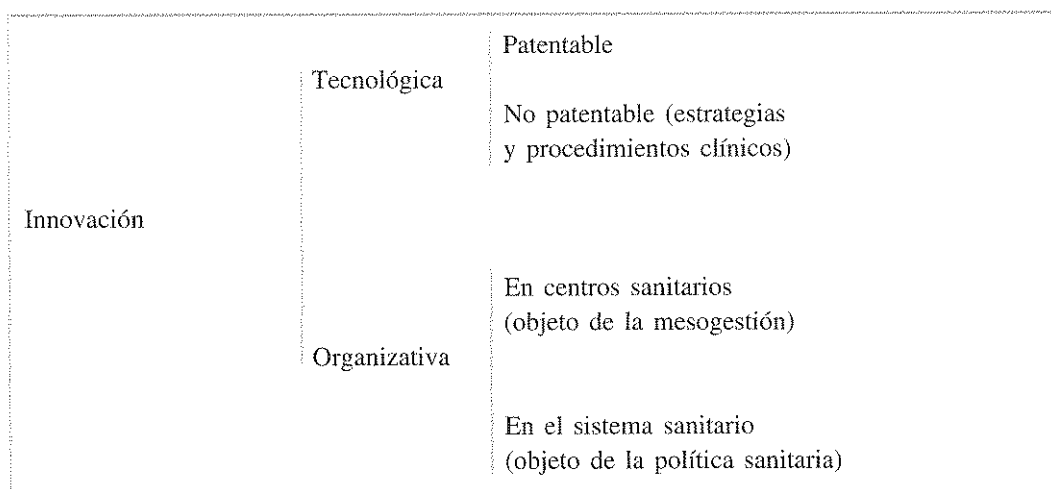 Patentable
Tecnológica
No patentable (estrategias
y procedimientos clínicos)
Innovación
En centros sanitarios
(objeto de la mesogestión)
Organizativa
En el sistema sanitario
(objeto de la política sanitaria)